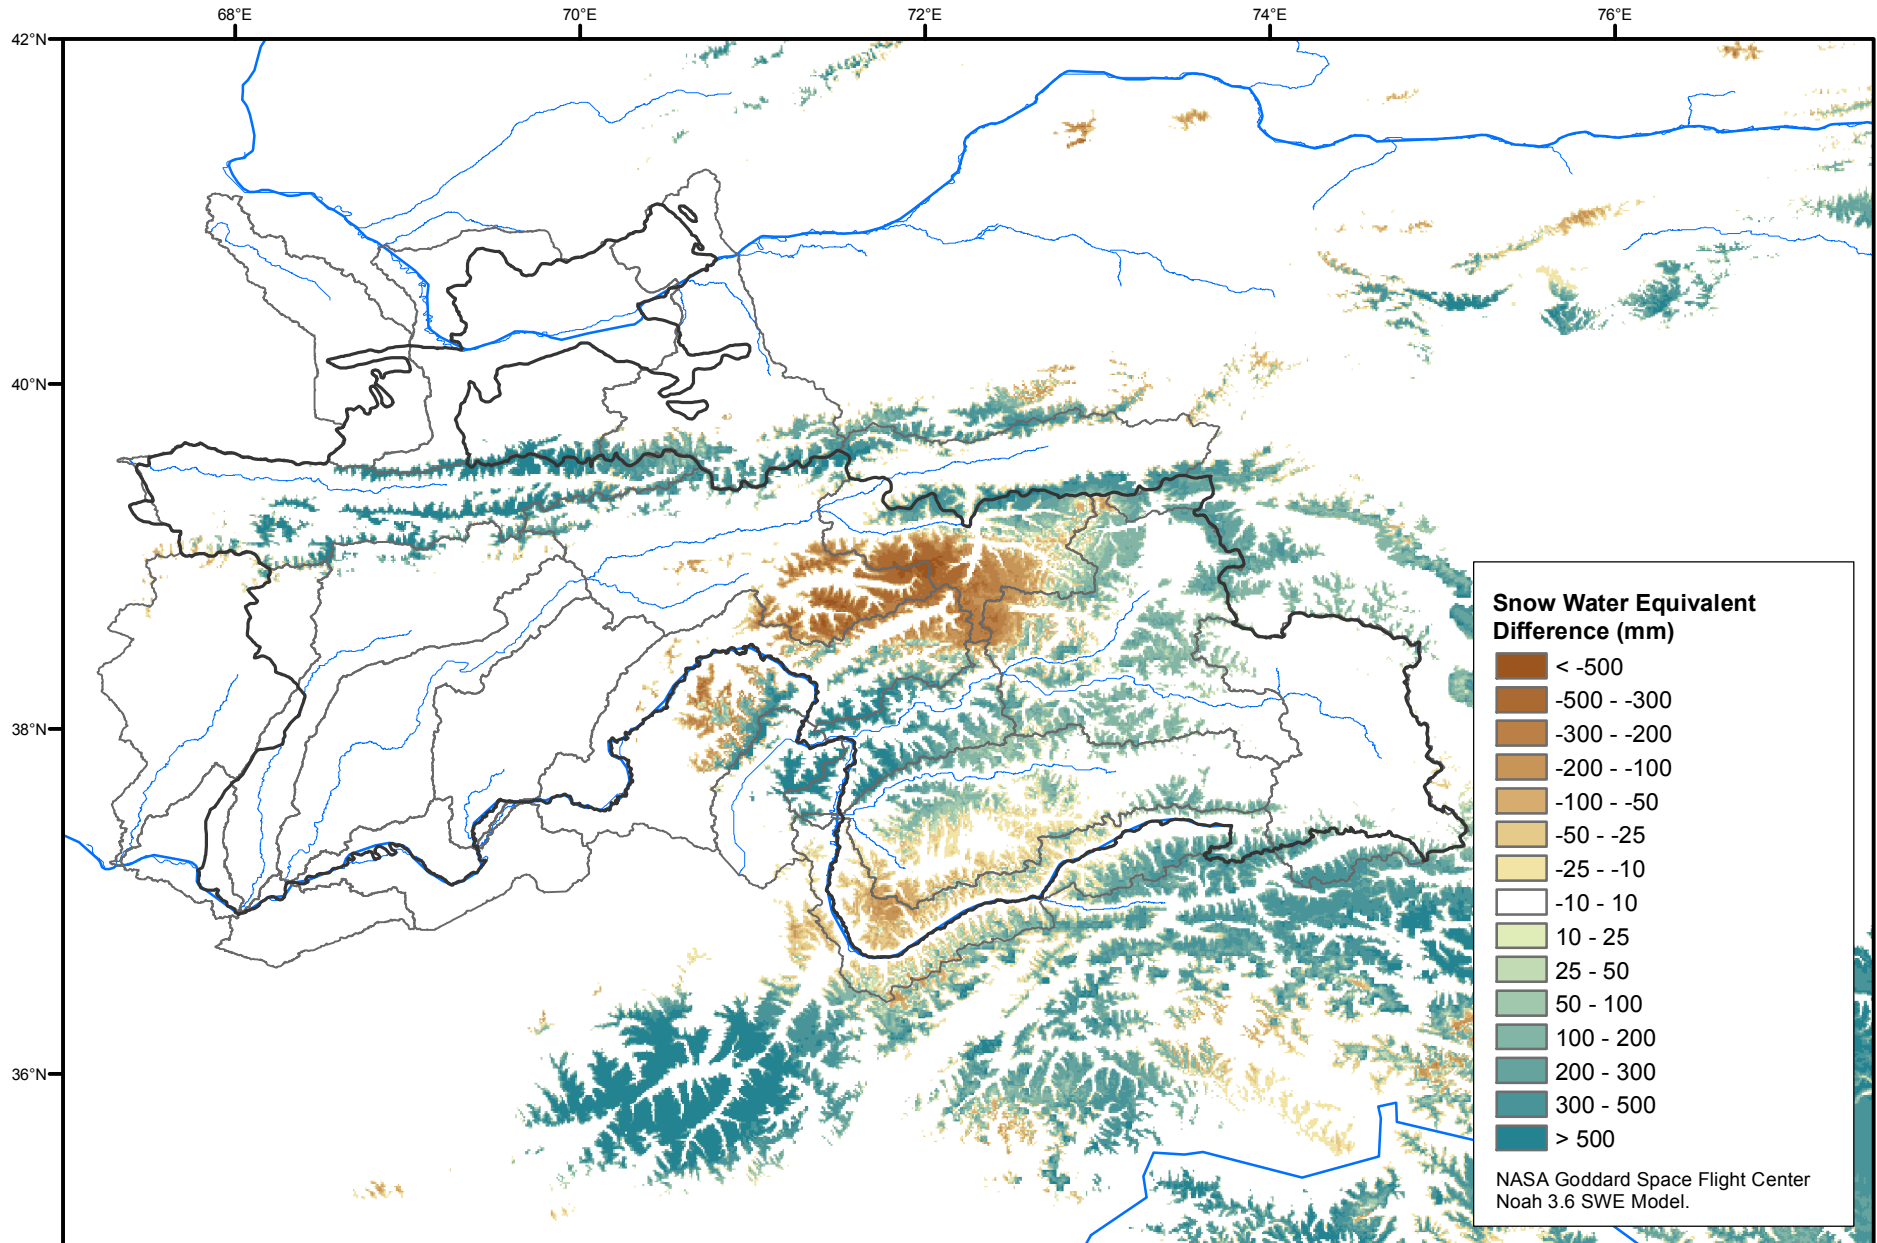 68°E
70°E
72°E
74°E
76°E
42°N
40°N
38°N
36°N
Snow Water Equivalent
Difference (mm)
< -500
-500 - -300
-300 - -200
-200 - -100
-100 - -50
-50 - -25
-25 - -10
-10 - 10
10 - 25
25 - 50
50 - 100
100 - 200
200 - 300
300 - 500
> 500
NASA Goddard Space Flight Center
Noah 3.6 SWE Model.